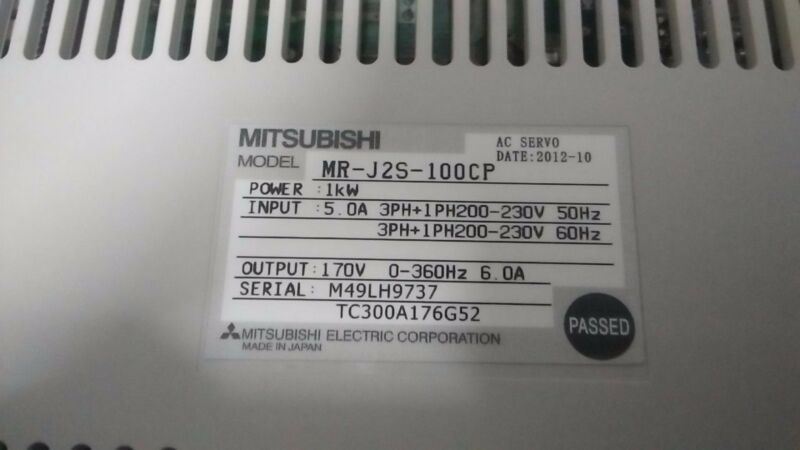 MITSUBISHI
AC SERVO
DATE:2012-10
MODEL MR-J2S-100CP
POWER :1kW
INPUT :5.0A 3PH+1PH200-230V 50Hz
3PH+1PH200-230V 60Hz
OUTPUT:170V 0-360Hz 6.0A
SERIAL: M49LH9737
TC300A176G52
PASSED
MITSUBISHI ELECTRIC CORPORATION
MADE IN JAPAN